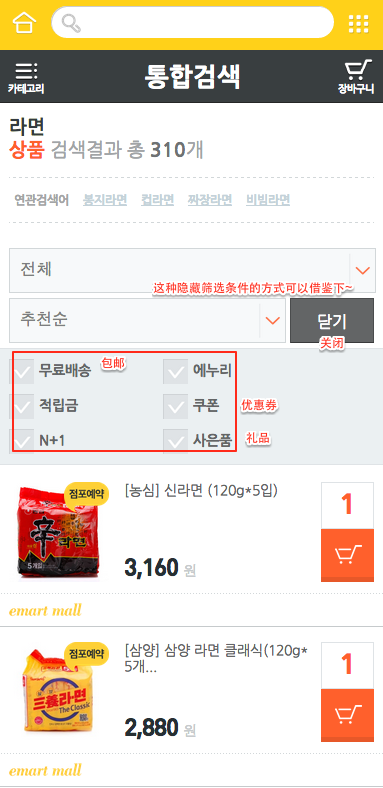 통합검색
카테고리
장바구니
라면
상품 검색결과 총 310개
연관검색어 봉지라면 컵라면 짜장라면 비빔라면
전체
这种隐藏筛选条件的方式可以借鉴下~
추천순
닫기
关闭
무료배송 包邮 에누리
적립금 쿠폰 优惠券
N+1 사은품 礼品
점포예약
[농심] 신라면 (120g*5입)
辛
라면
5개입
1
3,160 원
emart mall
점포예약
[삼양] 삼양 라면 클래식(120g*
5개...
三養라면
The Classic
1
2,880 원
emart mall